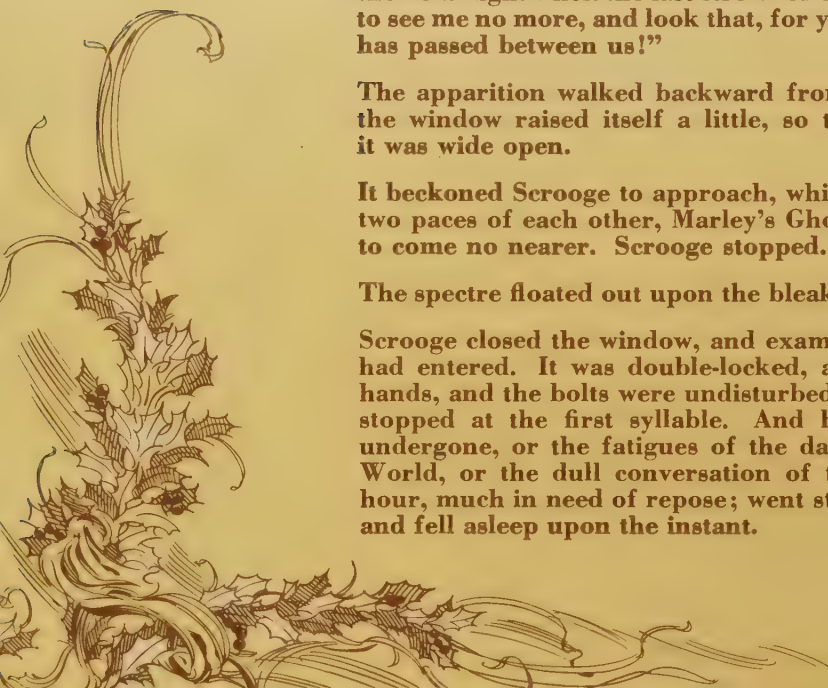 to see me no more, and look that, for y
has passed between us!”
The apparition walked backward from
the window raised itself a little, so t
it was wide open.
It beckoned Scrooge to approach, whi
two paces of each other, Marley’s Gho
to come no nearer. Scrooge stopped.
The spectre floated out upon the bleak
Scrooge closed the window, and exam
had entered. It was double-locked, a
hands, and the bolts were undisturbed
stopped at the first syllable. And b
undergone, or the fatigues of the da
World, or the dull conversation of t
hour, much in need of repose; went st
and fell asleep upon the instant.